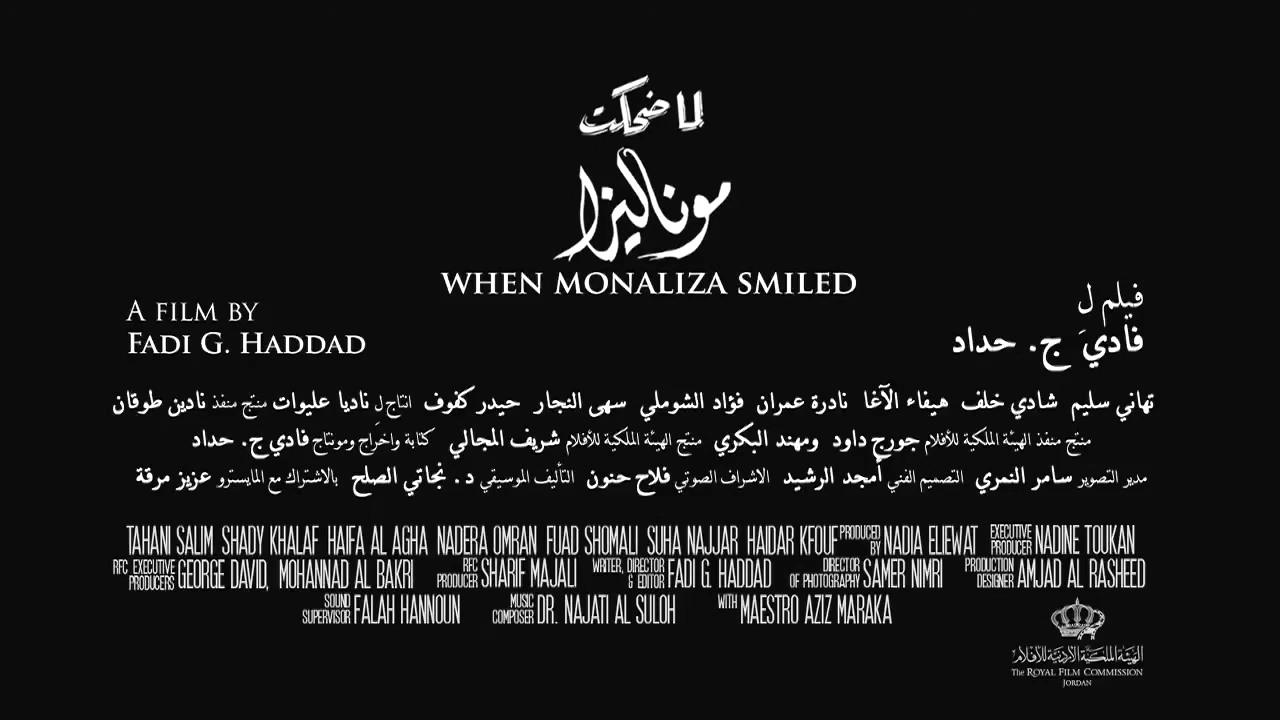 لما ضحكت
موناليزا
WHEN MONALIZA SMILED
A FILM BY
FADI G. HADDAD
فيلم ل
فاديَ ج. حداد
تهاني سليم شادي خلف هيفاء الآغا نادرة عمران فؤاد الشوملي سهى النجار حيدر كفوف انتاج ل ناديا عليوات منتج منفذ نادين طوقان
منتج منفذ الهيئة الملكية للأفلام جورج داود ومهند البكري منتج الهيئة الملكية للأفلام شريف المجالي كتابة واخراج ومونتاج فادي ج. حداد
مدير التصوير سامر النمري التصميم الفني أمجد الرشيد الاشراف الصوتي فلاح حنون التأليف الموسيقي د. نجاتي الصلح بالاشتراك مع المايسترو عزيز مرقة
TAHANI SALIM SHADY KHALAF HAIFA AL AGHA NADERA OMRAN FUAD SHOMALI SUHA NAJJAR HAIDAR KFOUF PRODUCED BY NADIA ELIEWAT EXECUTIVE PRODUCER NADINE TOUKAN
RFC EXECUTIVE PRODUCERS GEORGE DAVID, MOHANNAD AL BAKRI RFC PRODUCER SHARIF MAJALI WRITER, DIRECTOR & EDITOR FADI G. HADDAD DIRECTOR OF PHOTOGRAPHY SAMER NIMRI PRODUCTION DESIGNER AMJAD AL RASHEED
SOUND SUPERVISOR FALAH HANNOUN MUSIC COMPOSER DR. NAJATI AL SULOH WITH MAESTRO AZIZ MARAKA
الهيئة الملكية الأردنية للأفلام
The ROYAL FILM COMMISSION
JORDAN